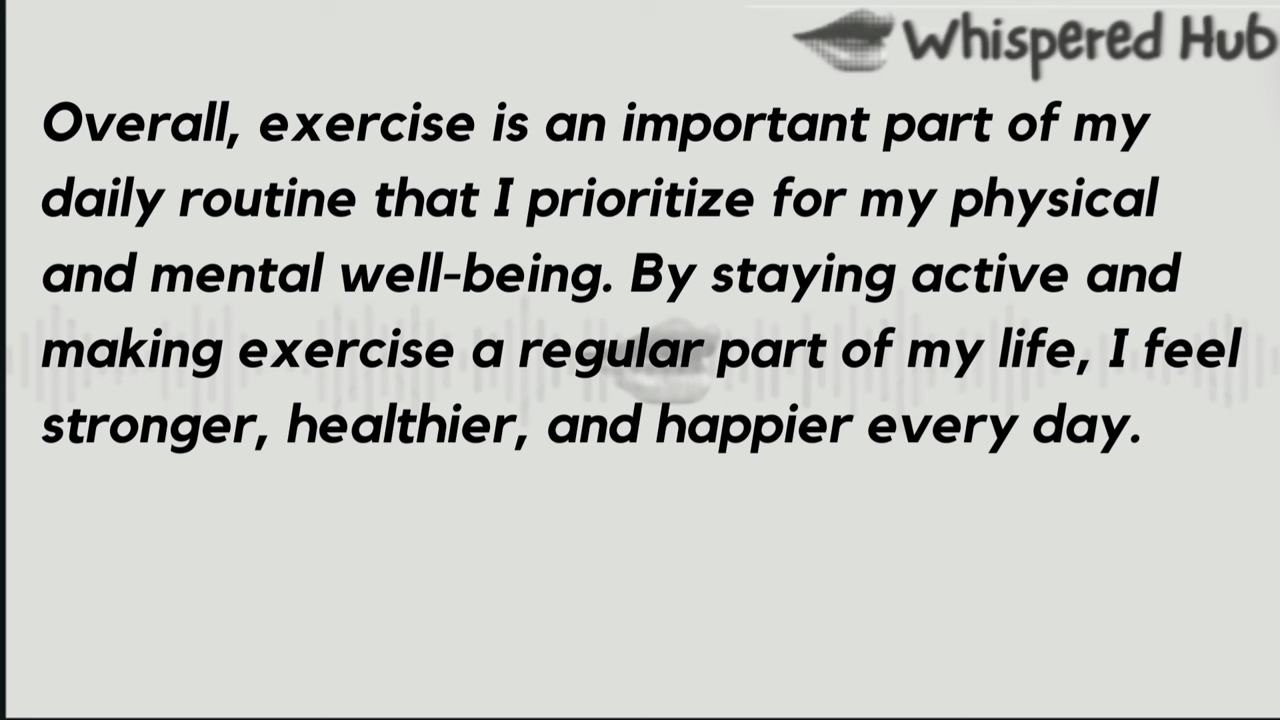 Whispered Hub
Overall, exercise is an important part of my
daily routine that I prioritize for my physical
and mental well-being. By staying active and
making exercise a regular part of my life, I feel
stronger, healthier, and happier every day.